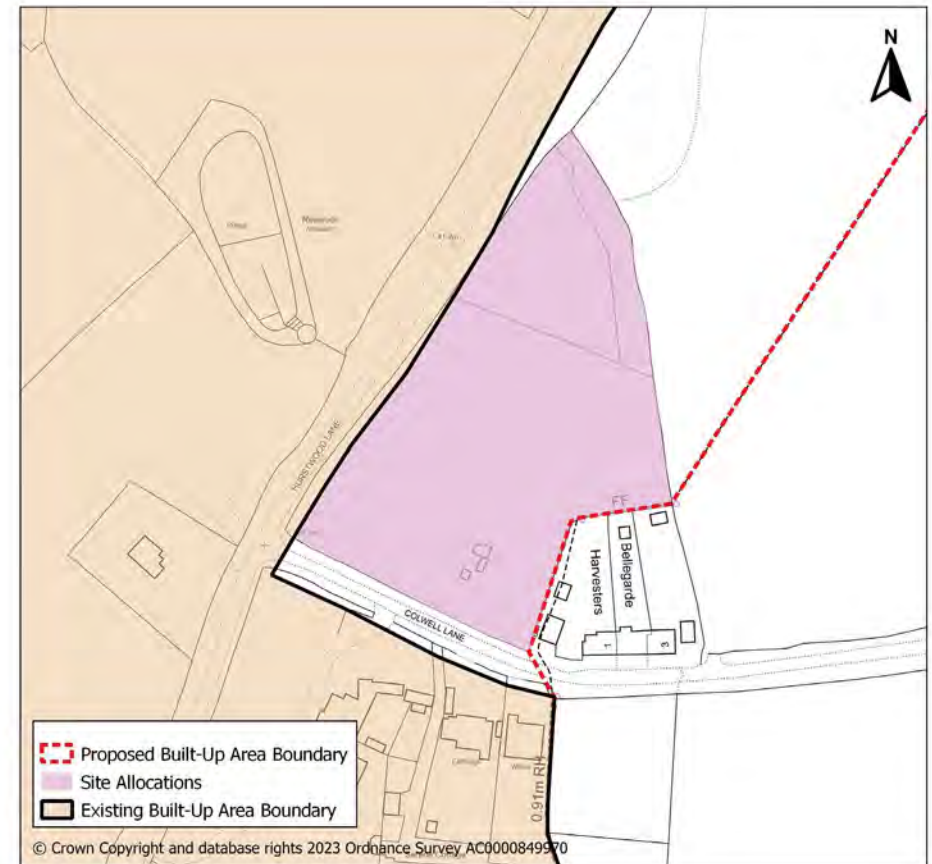 N
HURSTWOOD LANE
FF
Harvesters
Bellegarde
1
3
COLWELL LANE
0.91m RH
Proposed Built-Up Area Boundary
Site Allocations
Existing Built-Up Area Boundary
© Crown Copyright and database rights 2023 Ordnance Survey AC0000849970